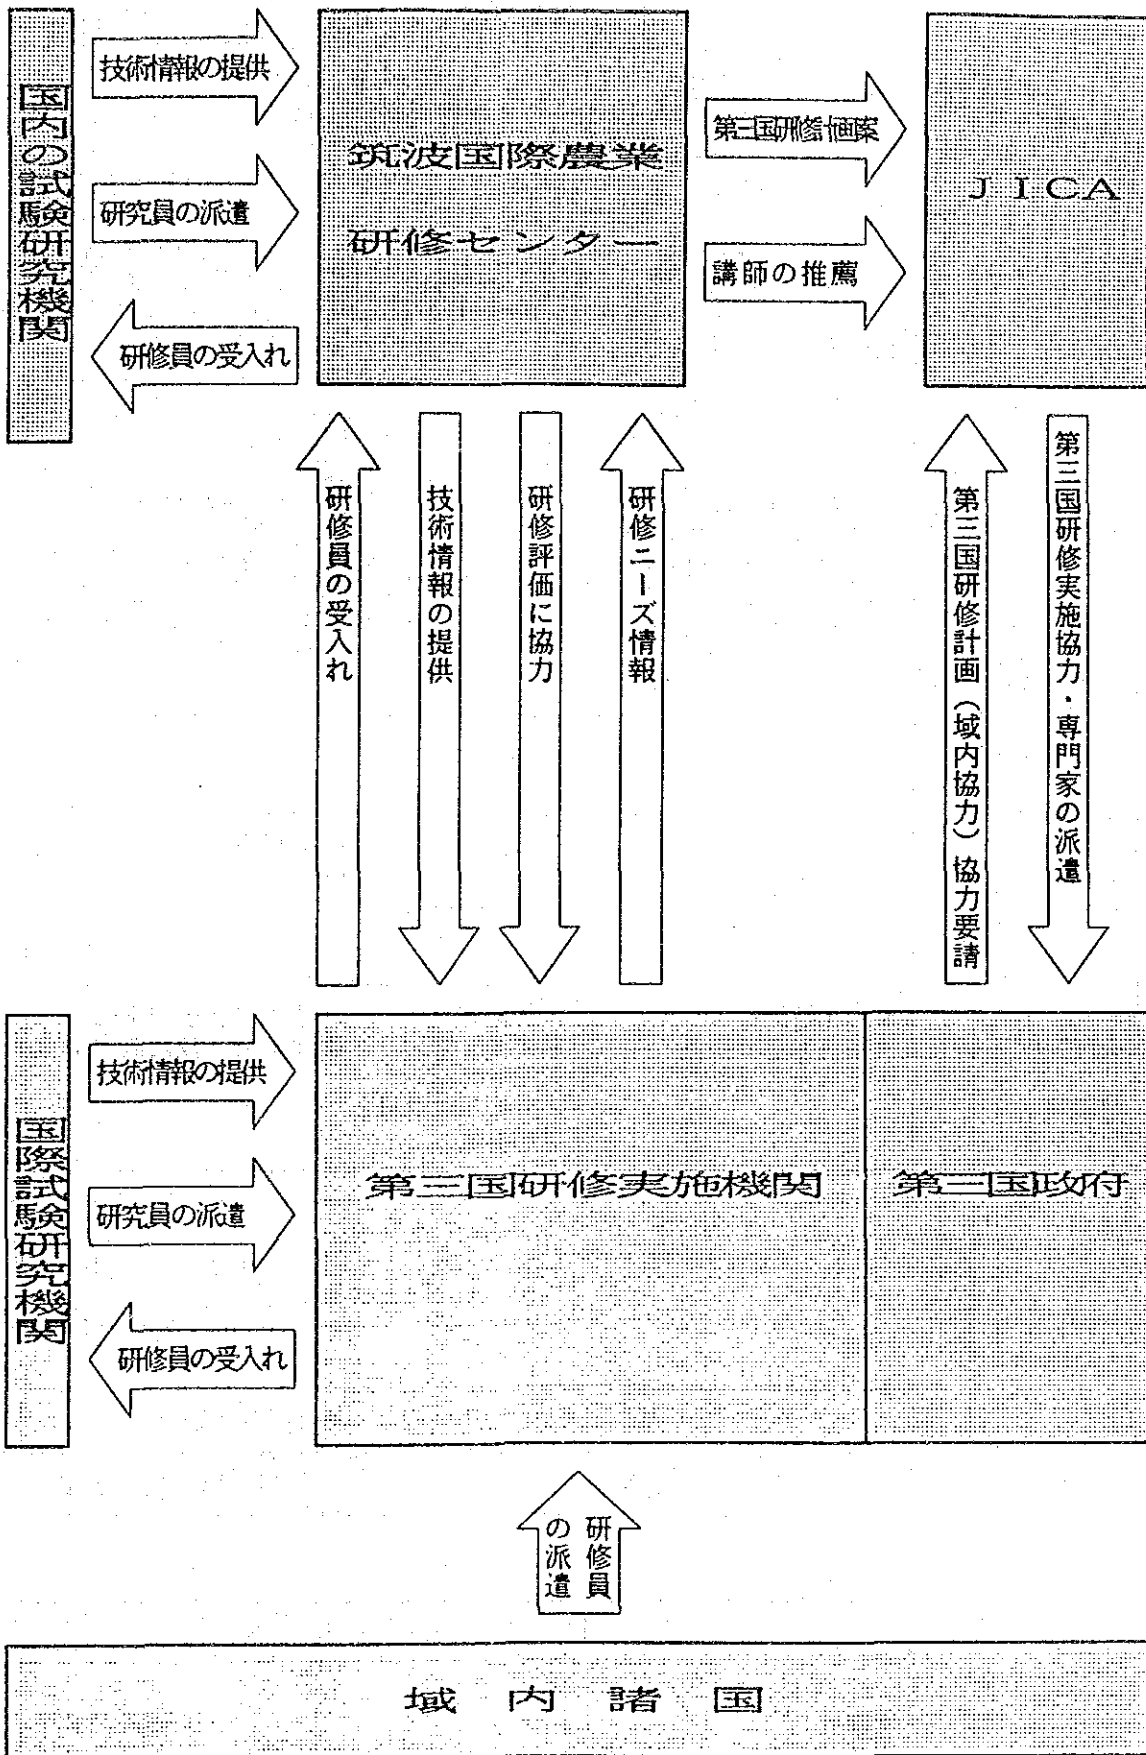 国内の試験研究機関
技術情報の提供
研究員の派遣
研修員の受入れ
筑波国際農業
研修センター
第三国研修計画案
講師の推薦
JICA
研修員の受入れ
技術情報の提供
研修評価に協力
研修ニーズ情報
第三国研修計画（域内協力）協力要請
第三国研修実施協力・専門家の派遣
国際試験研究機関
技術情報の提供
研究員の派遣
研修員の受入れ
第三国研修実施機関
第三国政府
研修員
の派遣
域内諸国